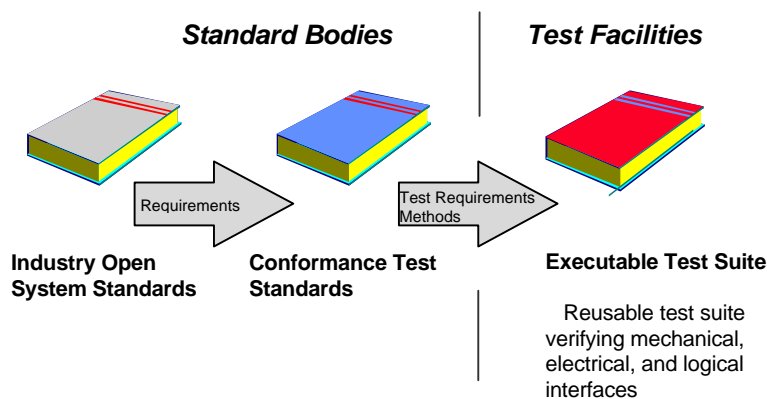 Standard Bodies
Test Facilities
Requirements
Test Requirements
Methods
Industry Open
System Standards
Conformance Test
Standards
Executable Test Suite
Reusable test suite
verifying mechanical,
electrical, and logical
interfaces